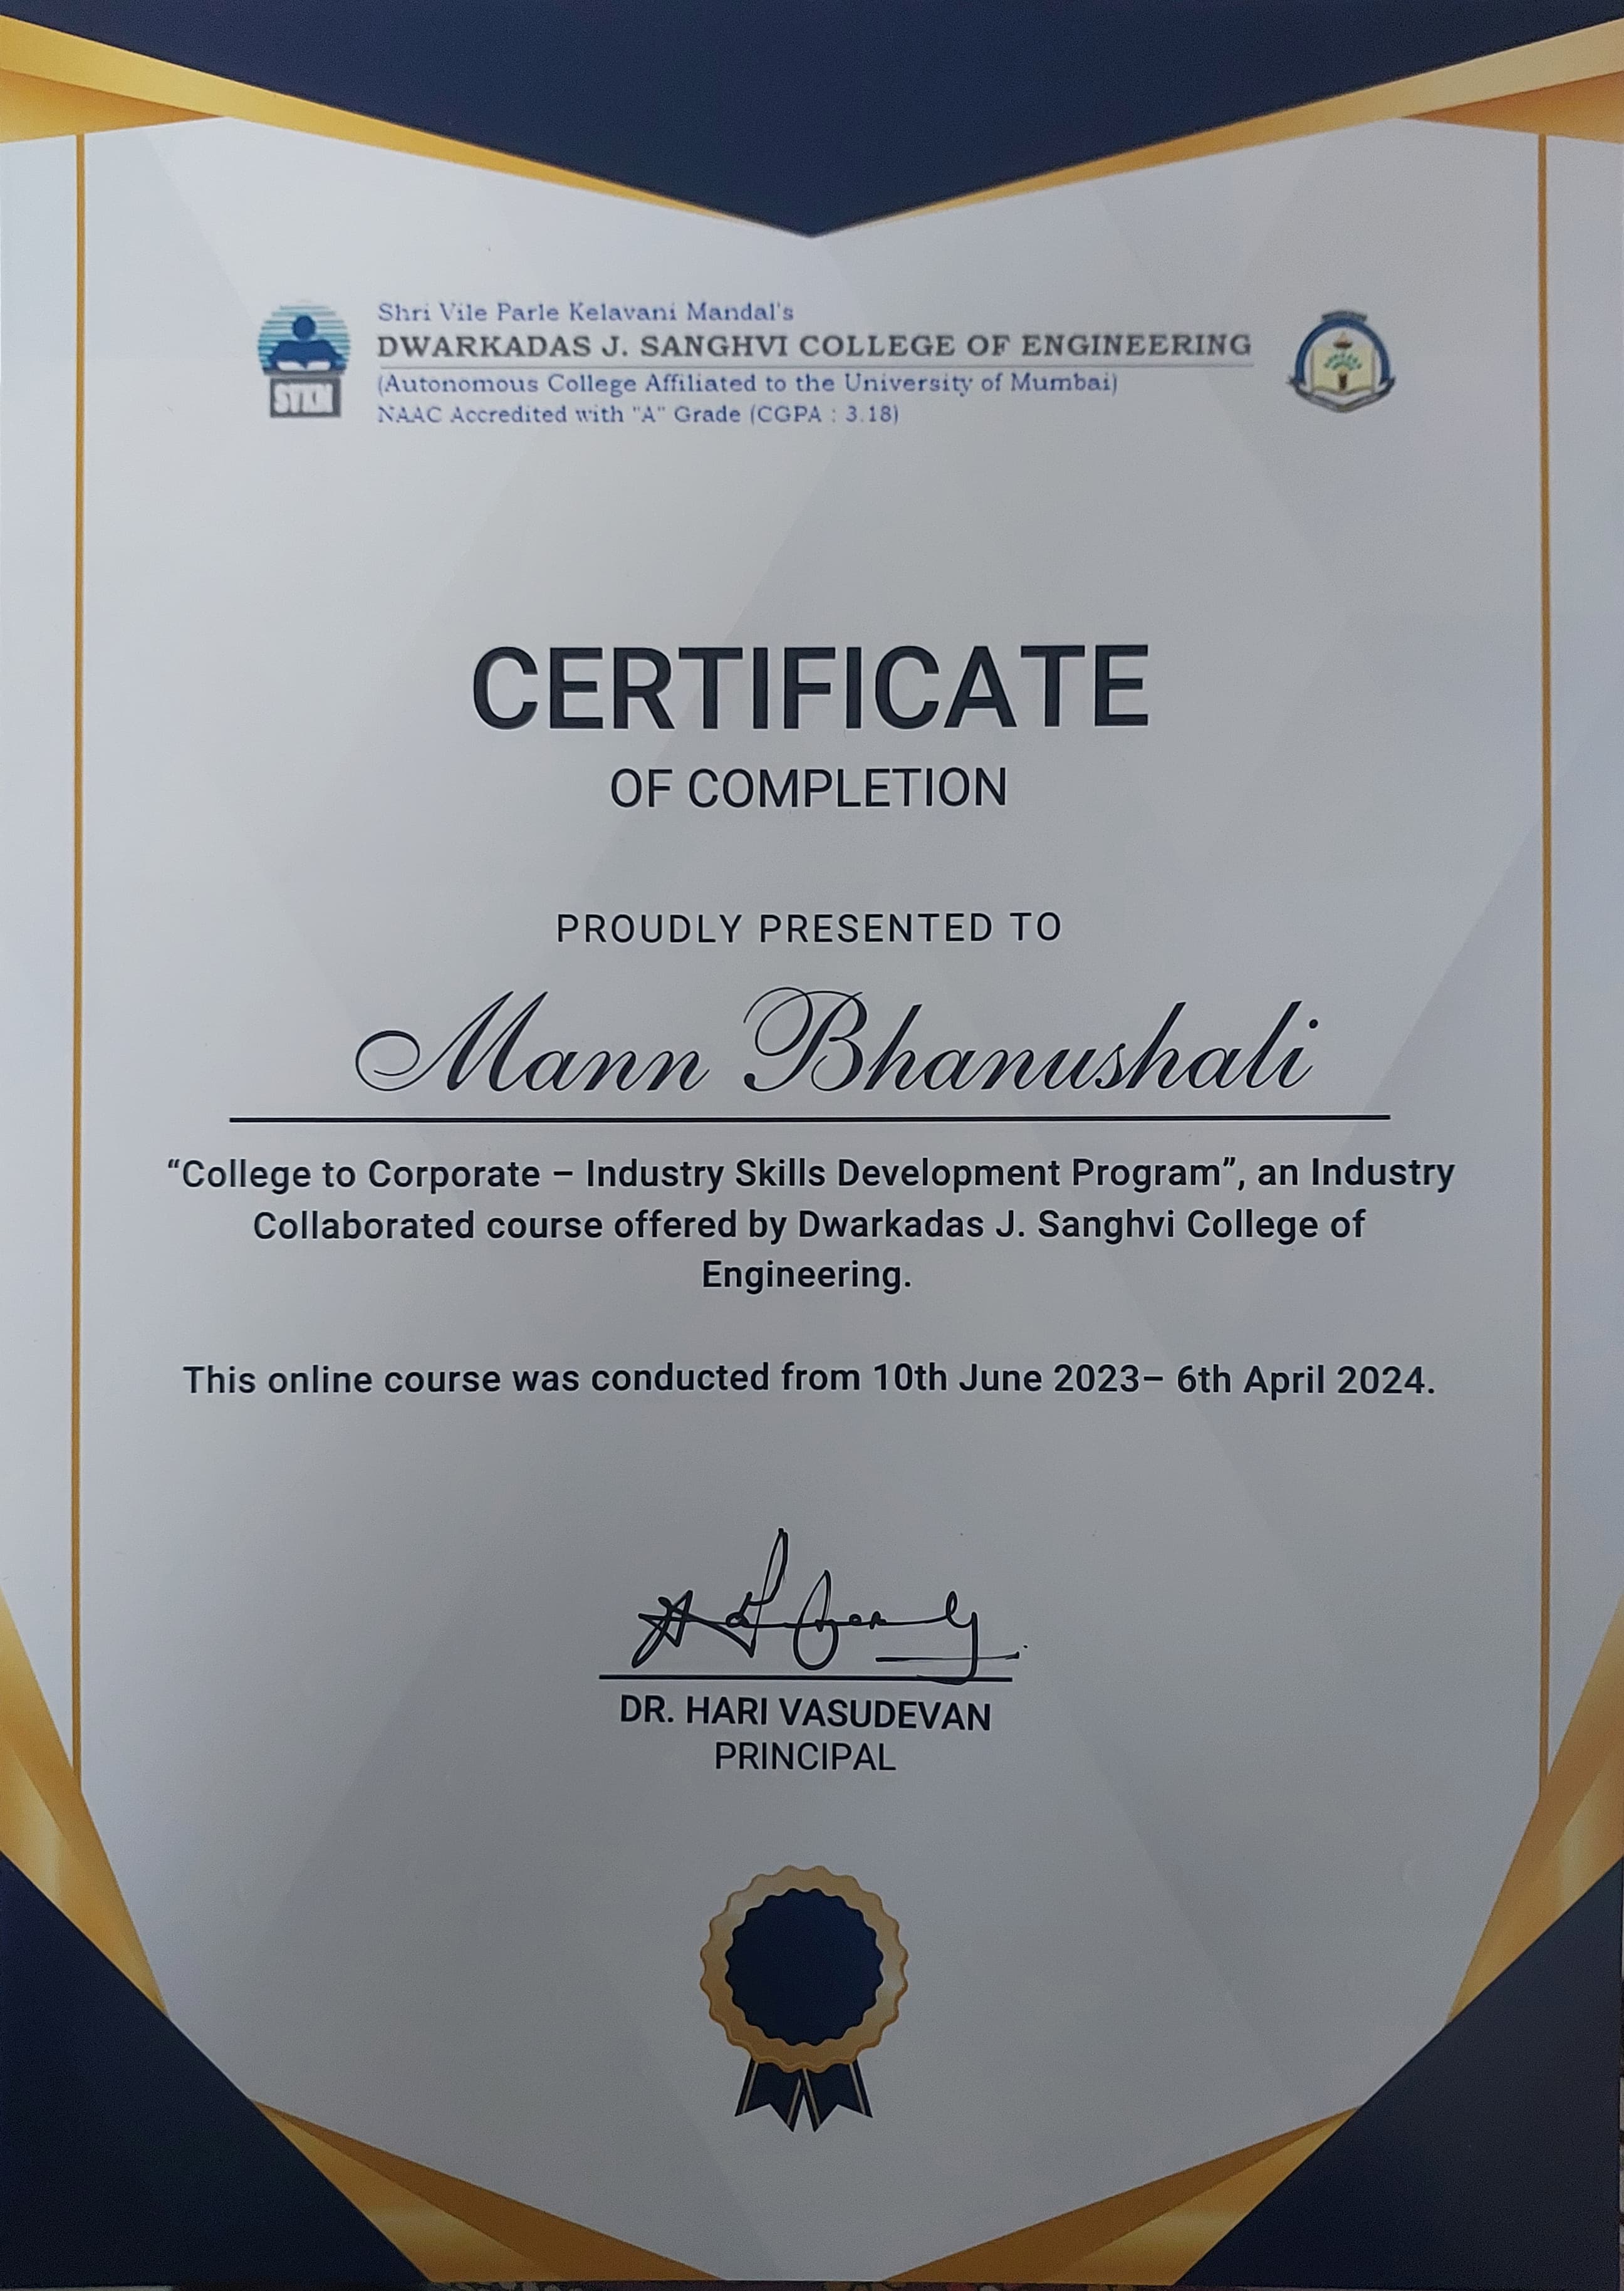 Shri Vile Parle Kelavani Mandal's
DWARKADAS J. SANGHVI COLLEGE OF ENGINEERING
(Autonomous College Affiliated to the University of Mumbai)
NAAC Accredited with "A" Grade (CGPA : 3.18)
SVKM
CERTIFICATE
OF COMPLETION
PROUDLY PRESENTED TO
Mann Bhanushali
“College to Corporate – Industry Skills Development Program”, an Industry
Collaborated course offered by Dwarkadas J. Sanghvi College of
Engineering.
This online course was conducted from 10th June 2023– 6th April 2024.
DR. HARI VASUDEVAN
PRINCIPAL